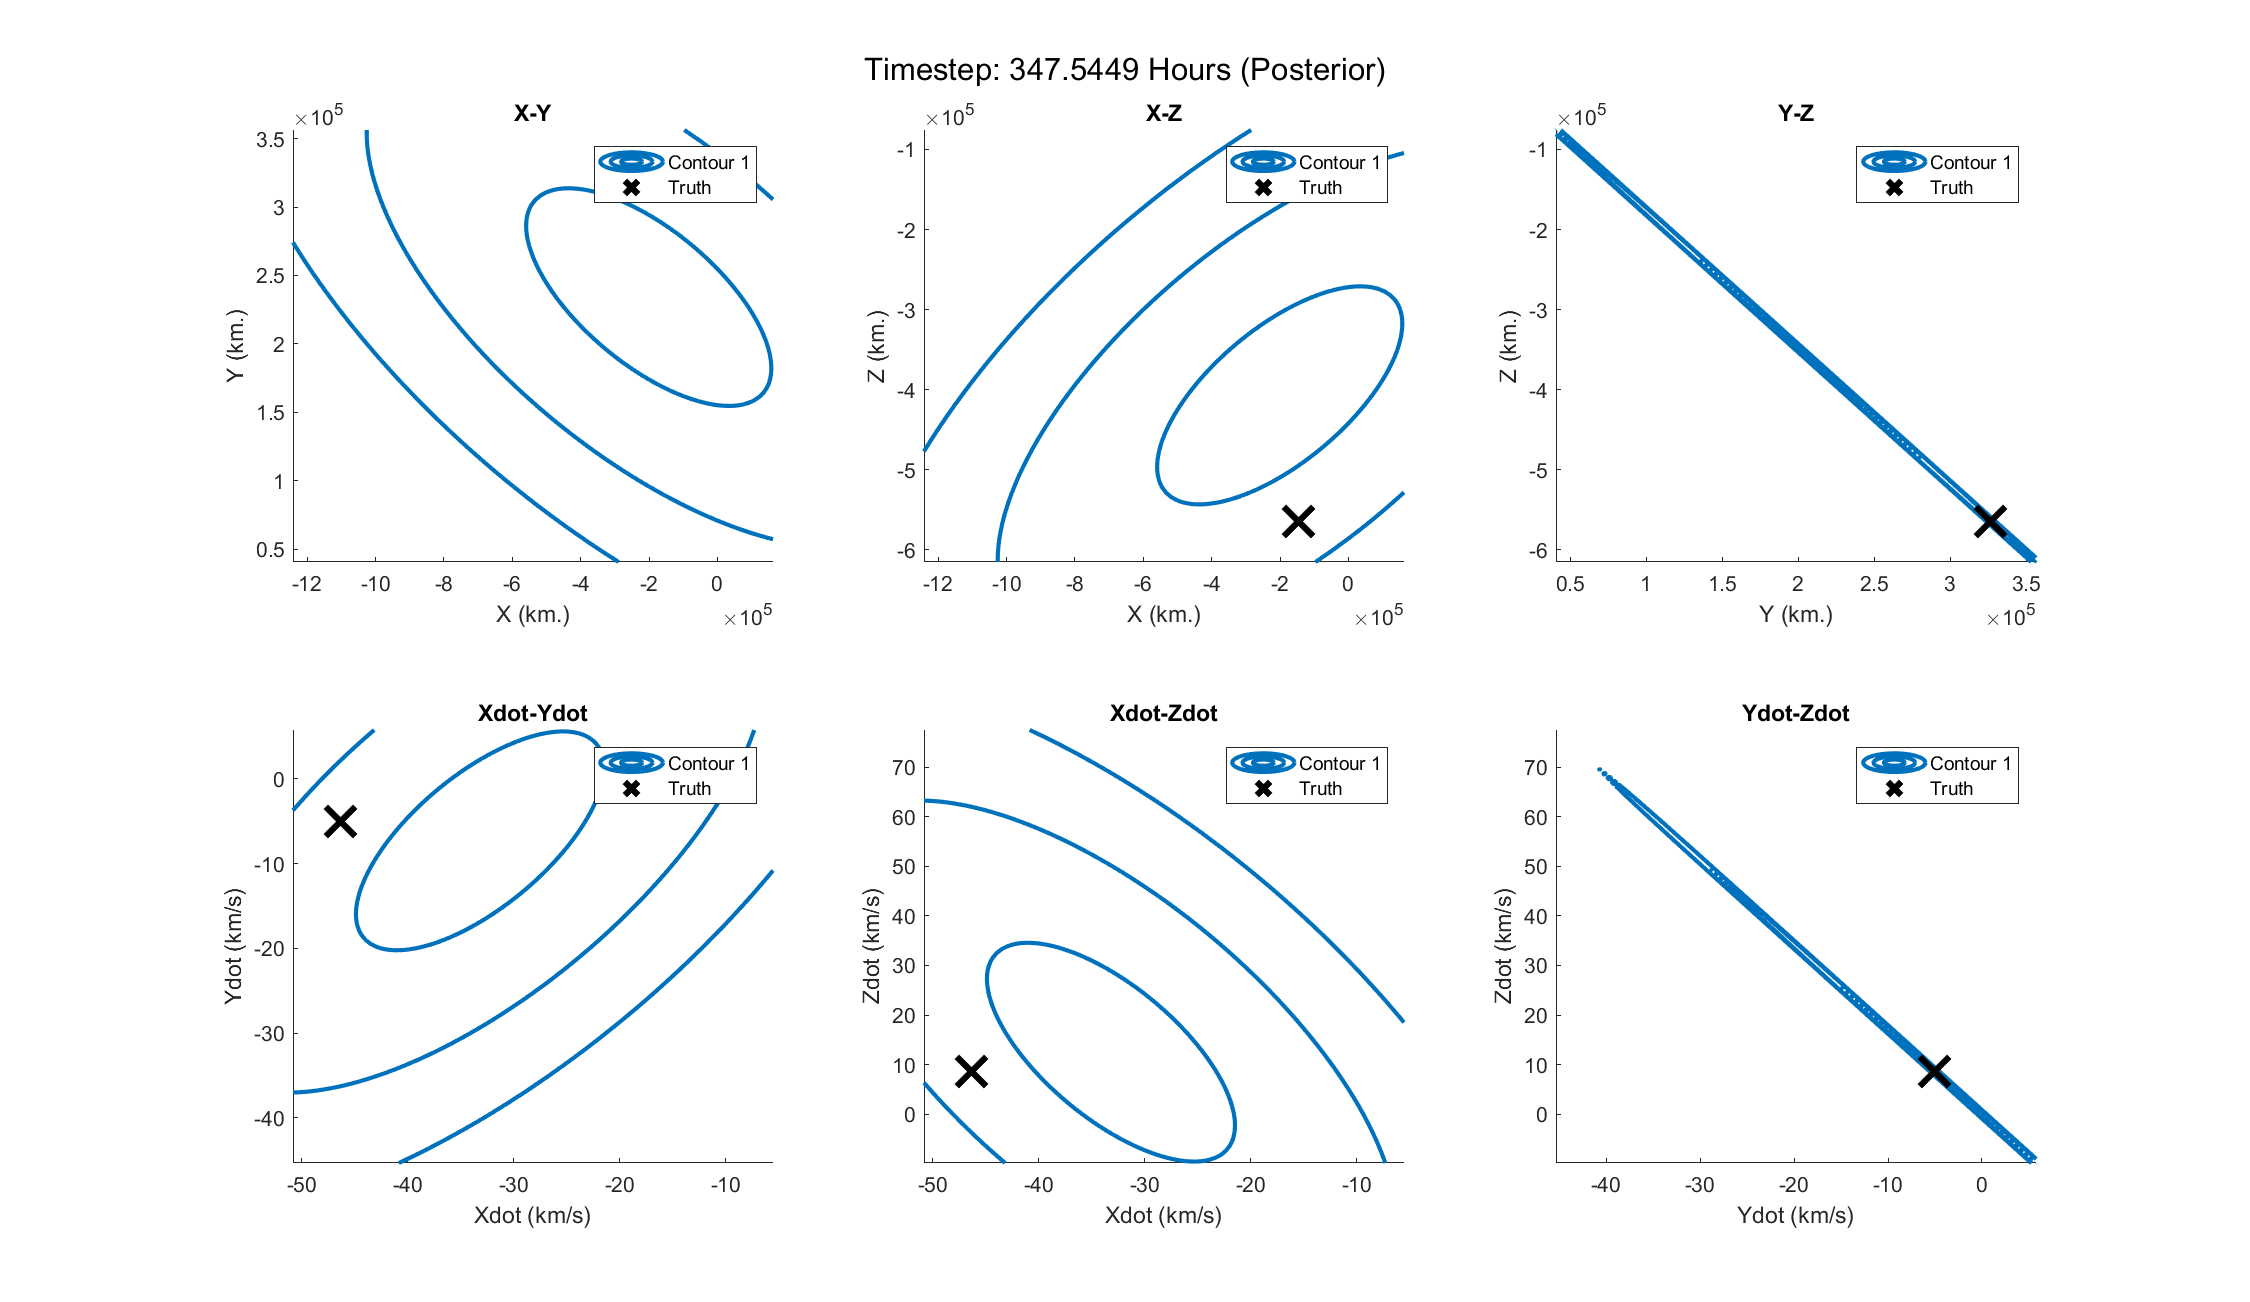 Timestep: 347.5449 Hours (Posterior)
X-Y
×10^5
3.5
3
2.5
2
1.5
1
0.5
Y (km.)
-12 -10 -8 -6 -4 -2 0
X (km.)
×10^5
Contour 1
Truth
X-Z
×10^5
-1
-2
-3
-4
-5
-6
Z (km.)
-12 -10 -8 -6 -4 -2 0
X (km.)
×10^5
Contour 1
Truth
Y-Z
×10^5
-1
-2
-3
-4
-5
-6
Z (km.)
0.5 1 1.5 2 2.5 3 3.5
Y (km.)
×10^5
Contour 1
Truth
Xdot-Ydot
0
-10
-20
-30
-40
Ydot (km/s)
-50 -40 -30 -20 -10
Xdot (km/s)
Contour 1
Truth
Xdot-Zdot
70
60
50
40
30
20
10
0
Zdot (km/s)
-50 -40 -30 -20 -10
Xdot (km/s)
Contour 1
Truth
Ydot-Zdot
70
60
50
40
30
20
10
0
Zdot (km/s)
-40 -30 -20 -10 0
Ydot (km/s)
Contour 1
Truth